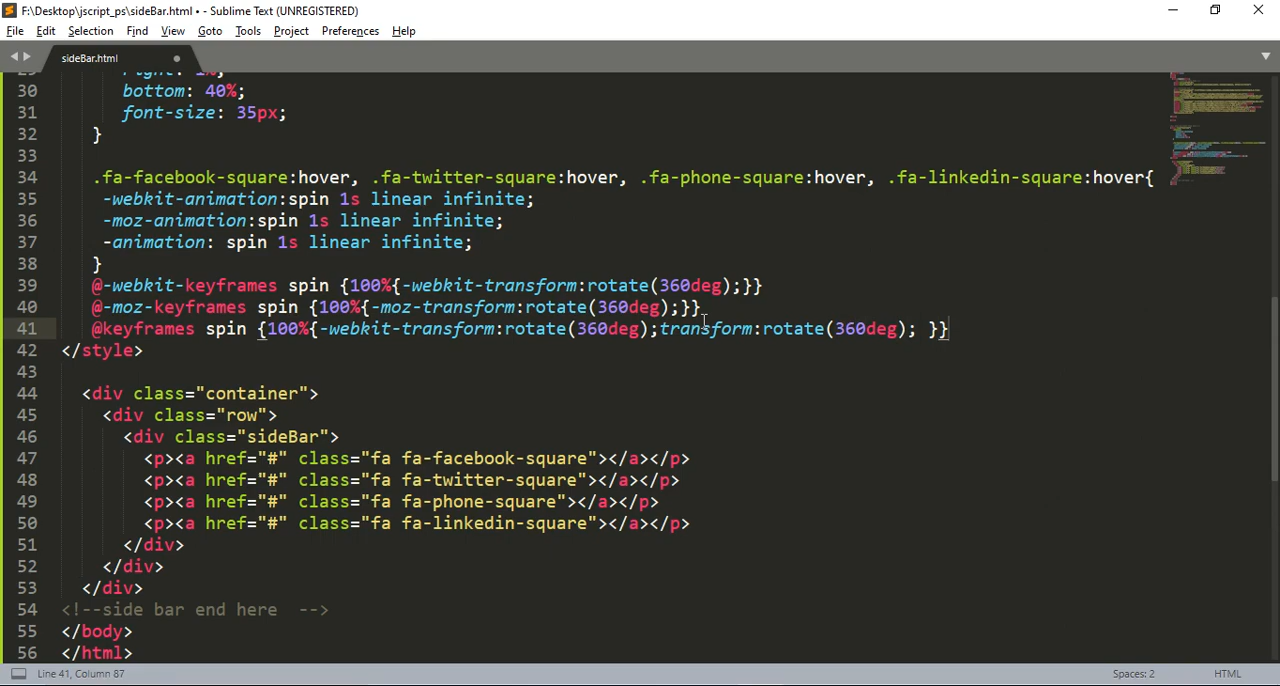 F:\Desktop\jscript_ps\sideBar.html • - Sublime Text (UNREGISTERED)
File Edit Selection Find View Goto Tools Project Preferences Help
sideBar.html
30 bottom: 40%;
31 font-size: 35px;
32 }
33
34 .fa-facebook-square:hover, .fa-twitter-square:hover, .fa-phone-square:hover, .fa-linkedin-square:hover{
35 -webkit-animation:spin 1s linear infinite;
36 -moz-animation:spin 1s linear infinite;
37 -animation: spin 1s linear infinite;
38 }
39 @-webkit-keyframes spin {100%{-webkit-transform:rotate(360deg);}}
40 @-moz-keyframes spin {100%{-moz-transform:rotate(360deg);}}
41 @keyframes spin {100%{-webkit-transform:rotate(360deg);transform:rotate(360deg); }}
42 </style>
43
44 <div class="container">
45 <div class="row">
46 <div class="sideBar">
47 <p><a href="#" class="fa fa-facebook-square"></a></p>
48 <p><a href="#" class="fa fa-twitter-square"></a></p>
49 <p><a href="#" class="fa fa-phone-square"></a></p>
50 <p><a href="#" class="fa fa-linkedin-square"></a></p>
51 </div>
52 </div>
53 </div>
54 <!--side bar end here  -->
55 </body>
56 </html>
Line 41, Column 87 Spaces: 2 HTML